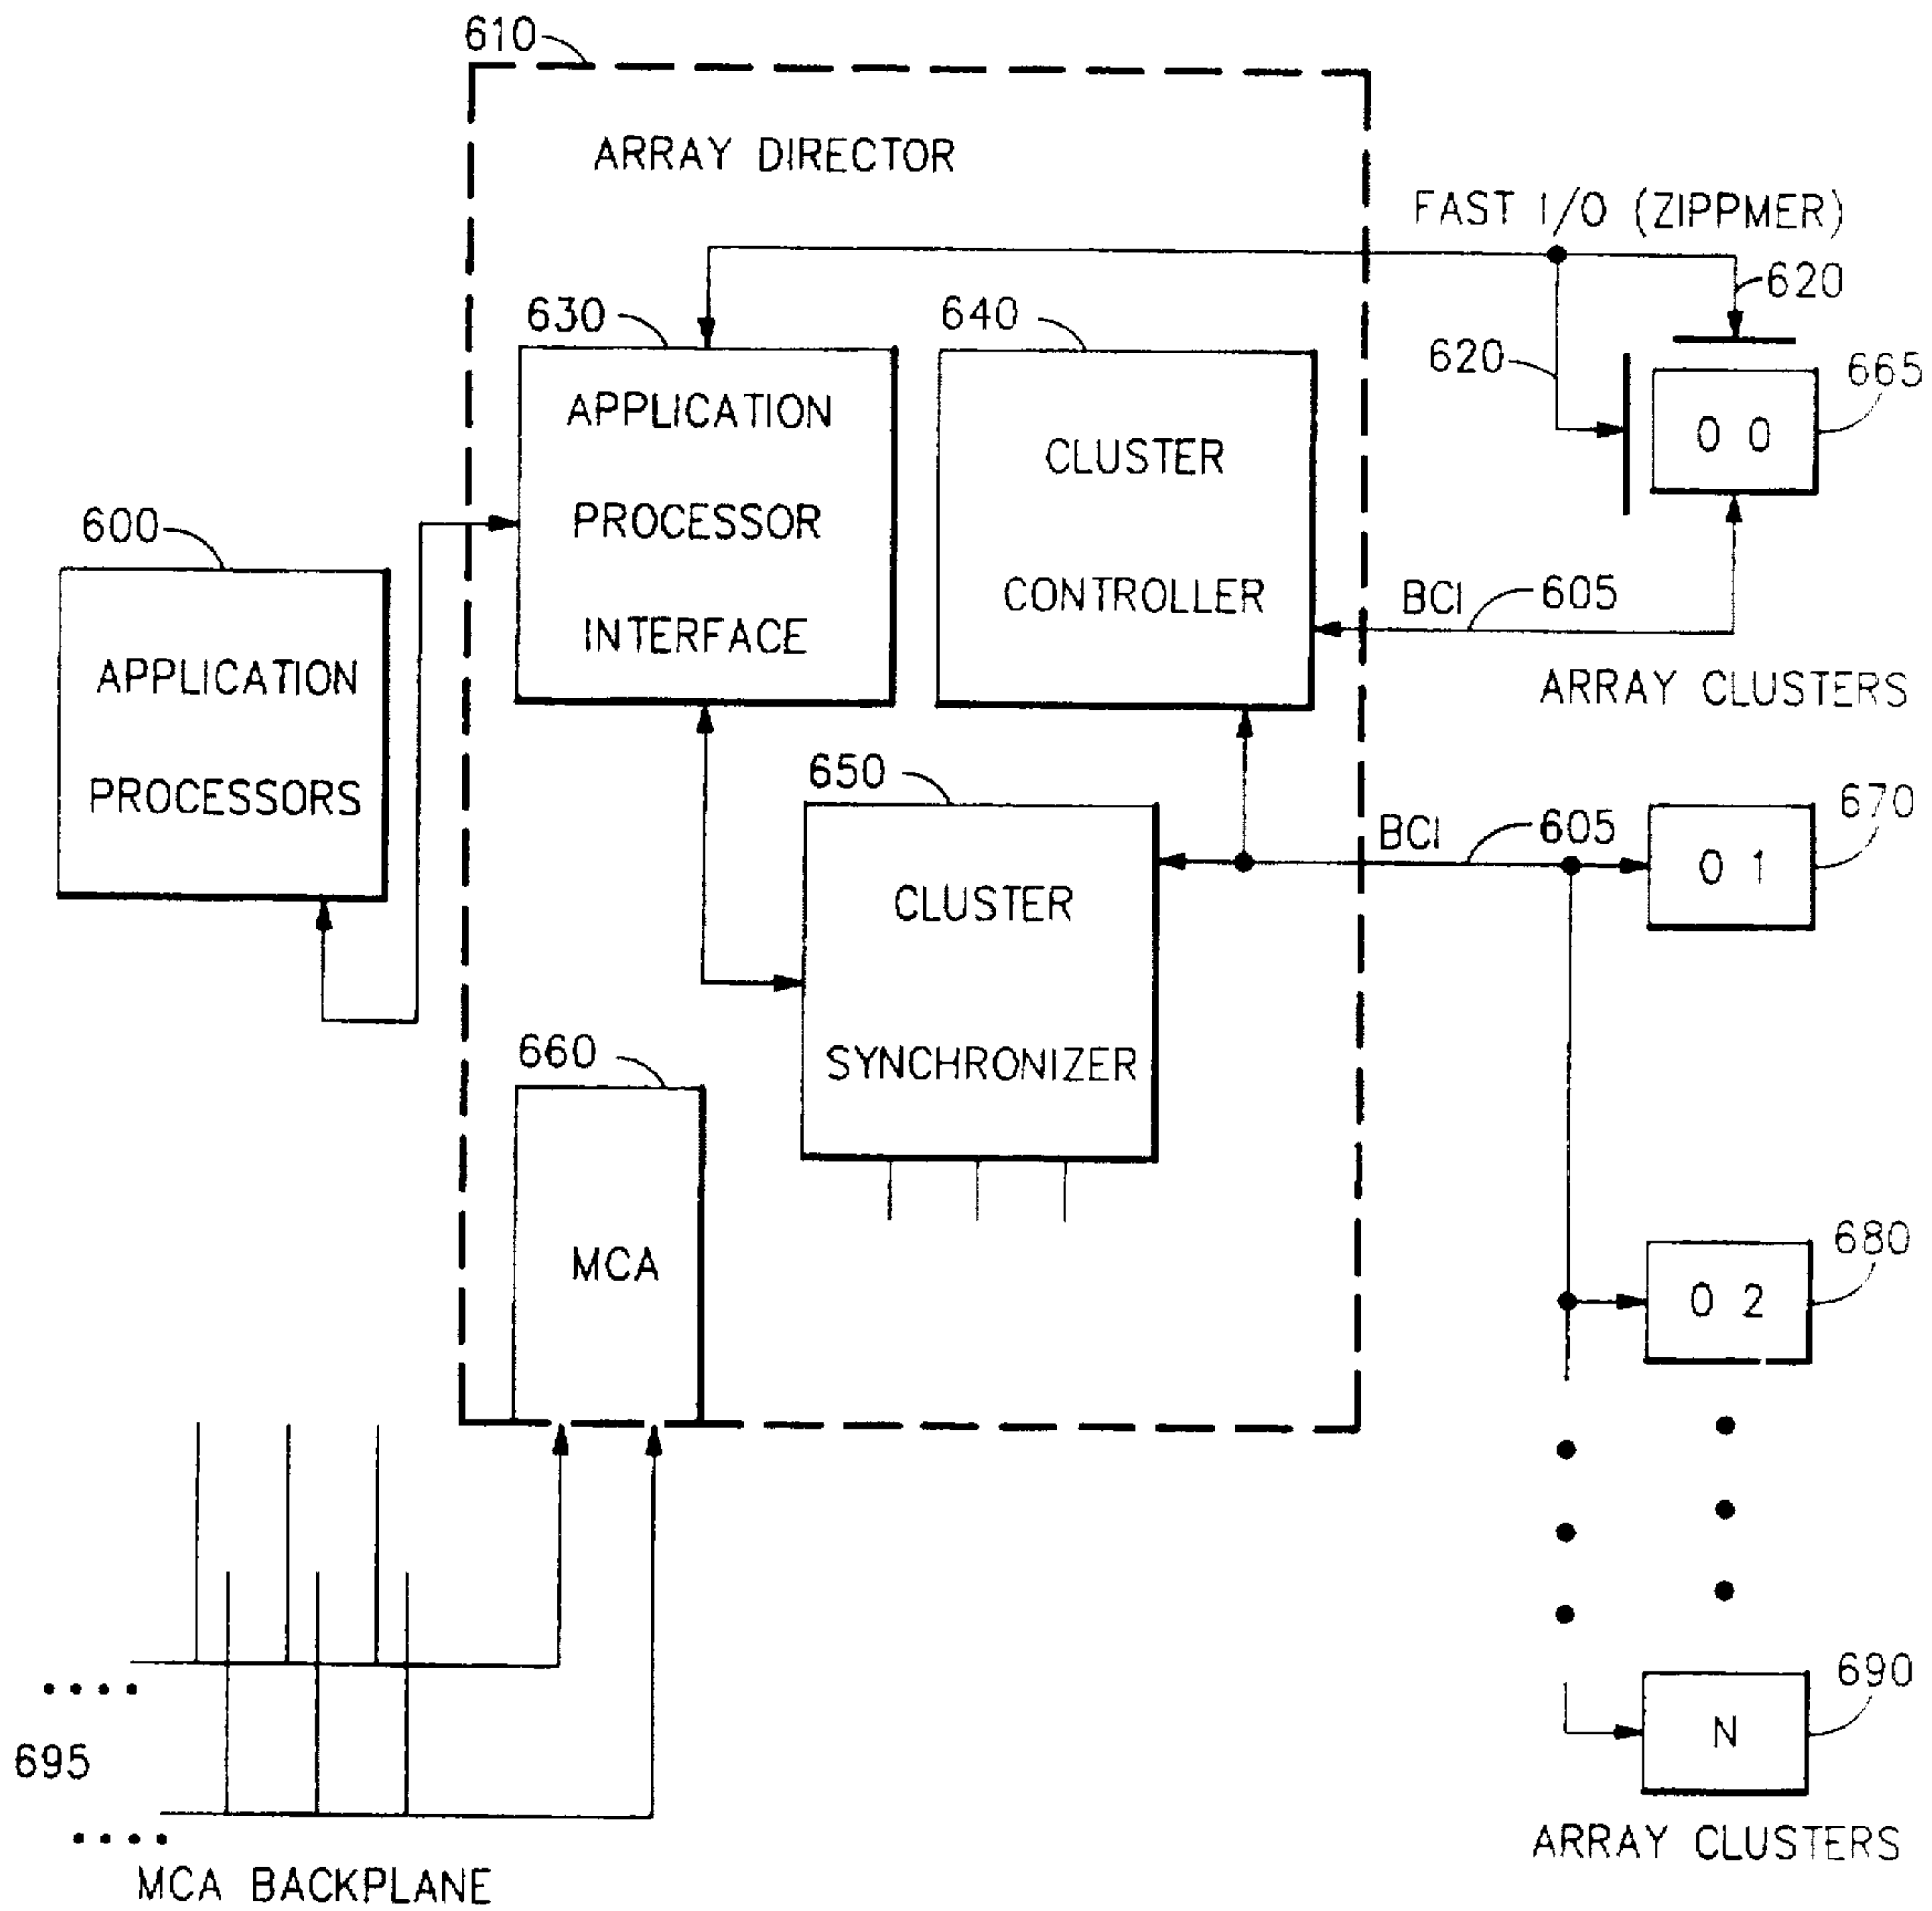 610
ARRAY DIRECTOR
FAST I/O (ZIPPMER)
620
630
640
620
665
APPLICATION
PROCESSOR
INTERFACE
CLUSTER
CONTROLLER
0 0
600
APPLICATION
PROCESSORS
BCI
605
ARRAY CLUSTERS
650
BCI
605
670
CLUSTER
SYNCHRONIZER
0 1
660
MCA
680
0 2
690
N
695
ARRAY CLUSTERS
MCA BACKPLANE